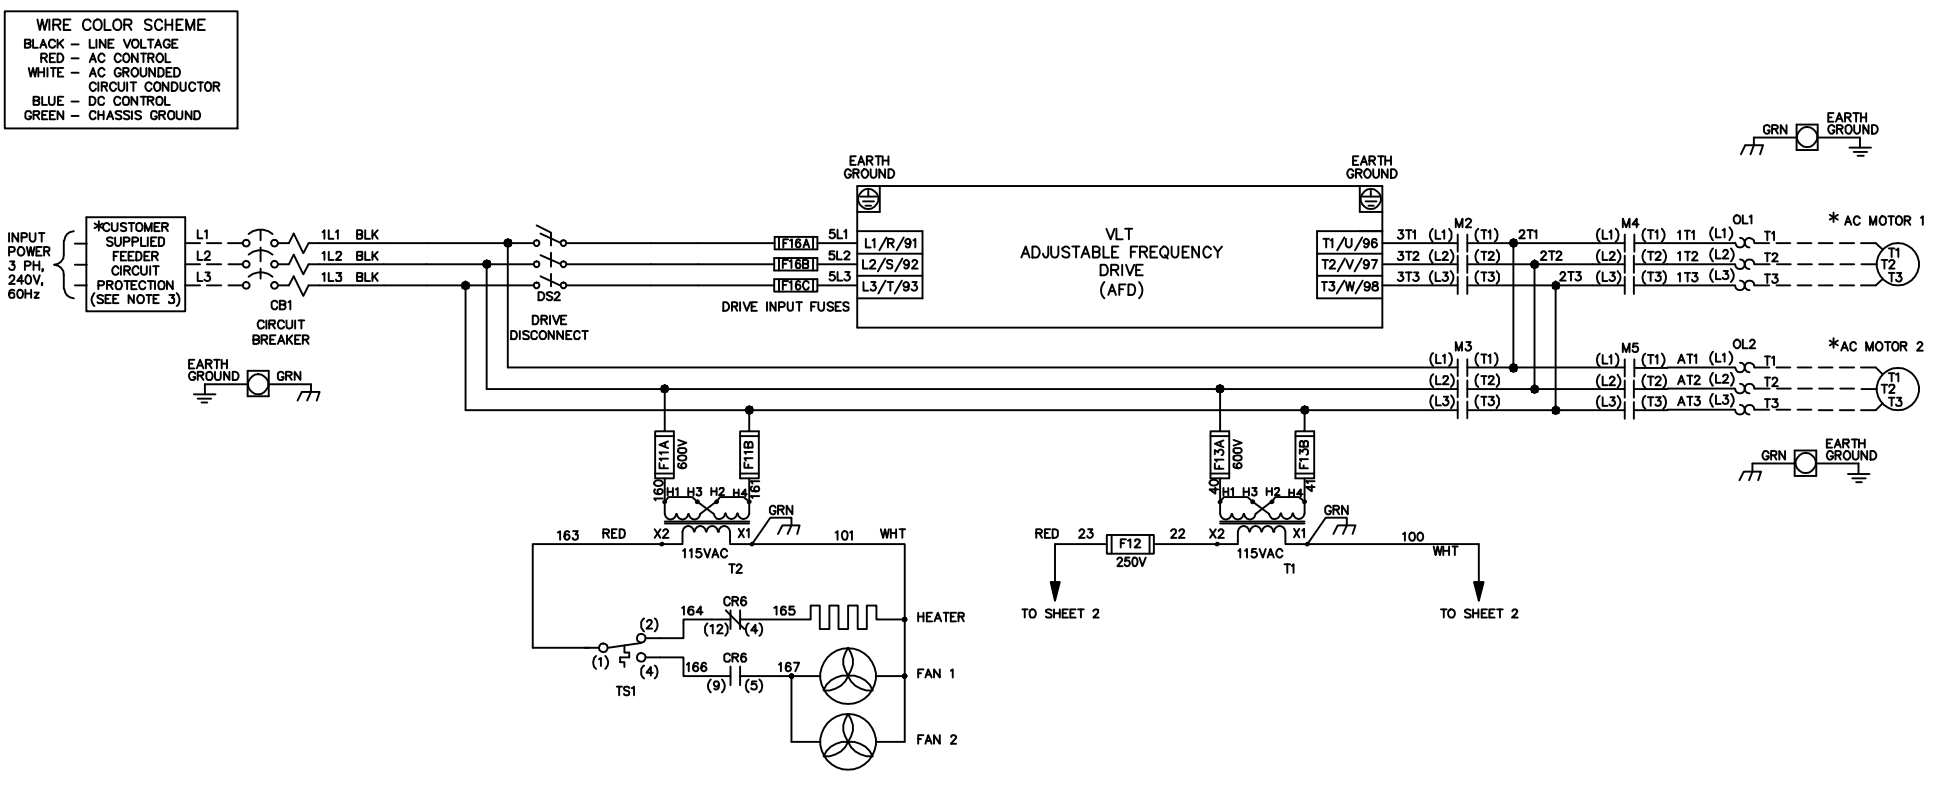 WIRE COLOR SCHEME
BLACK – LINE VOLTAGE
RED – AC CONTROL
WHITE – AC GROUNDED
CIRCUIT CONDUCTOR
BLUE – DC CONTROL
GREEN – CHASSIS GROUND
INPUT
POWER
3 PH,
240V,
60Hz
*CUSTOMER
SUPPLIED
FEEDER
CIRCUIT
PROTECTION
(SEE NOTE 3)
L1
L2
L3
CB1
CIRCUIT
BREAKER
1L1 BLK
1L2 BLK
1L3 BLK
EARTH
GROUND
GRN
DS2
DRIVE
DISCONNECT
F16A
F16B
F16C
DRIVE INPUT FUSES
5L1
5L2
5L3
EARTH
GROUND
L1/R/91
L2/S/92
L3/T/93
VLT
ADJUSTABLE FREQUENCY
DRIVE
(AFD)
EARTH
GROUND
T1/U/96
T2/V/97
T3/W/98
M2
3T1 (L1) (T1) 2T1
3T2 (L2) (T2) 2T2
3T3 (L3) (T3) 2T3
M4
(L1) (T1) 1T1 (L1)
(L2) (T2) 1T2 (L2)
(L3) (T3) 1T3 (L3)
OL1
T1
T2
T3
* AC MOTOR 1
T1
T2
T3
GRN
EARTH
GROUND
M3
(L1) (T1)
(L2) (T2)
(L3) (T3)
M5
(L1) (T1) AT1 (L1)
(L2) (T2) AT2 (L2)
(L3) (T3) AT3 (L3)
OL2
T1
T2
T3
*AC MOTOR 2
T1
T2
T3
GRN
EARTH
GROUND
F11A
600V
F11B
160
161
H1 H3 H2 H4
GRN
163 RED X2 X1 101 WHT
115VAC
T2
F13A
600V
F13B
40
41
H1 H3 H2 H4
GRN
RED 23 F12 22 X2 X1 100
WHT
250V
115VAC
T1
TO SHEET 2
TO SHEET 2
164 CR6 165
(12) (4)
HEATER
(2)
(1)
(4)
TS1
166 CR6 167
(9) (5)
FAN 1
FAN 2